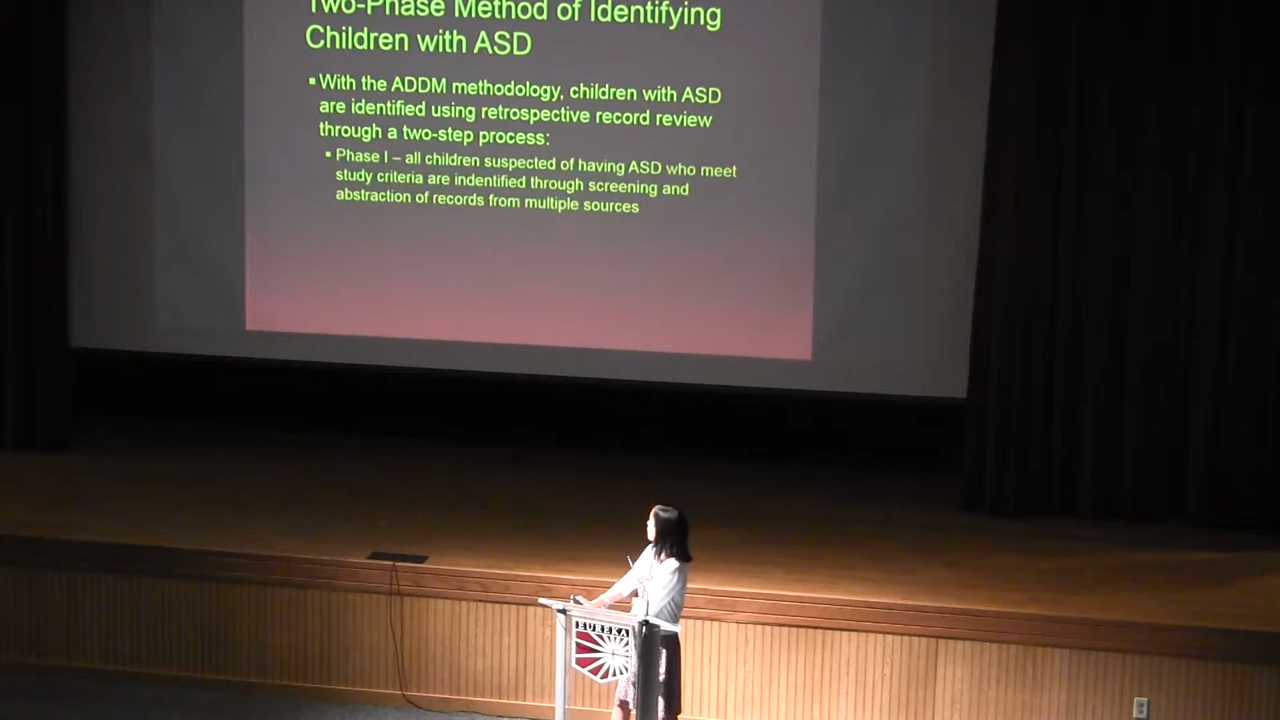 Two-Phase Method of Identifying
Children with ASD
▪ With the ADDM methodology, children with ASD
are identified using retrospective record review
through a two-step process:
▪ Phase I – all children suspected of having ASD who meet
study criteria are indentified through screening and
abstraction of records from multiple sources
EUREKA